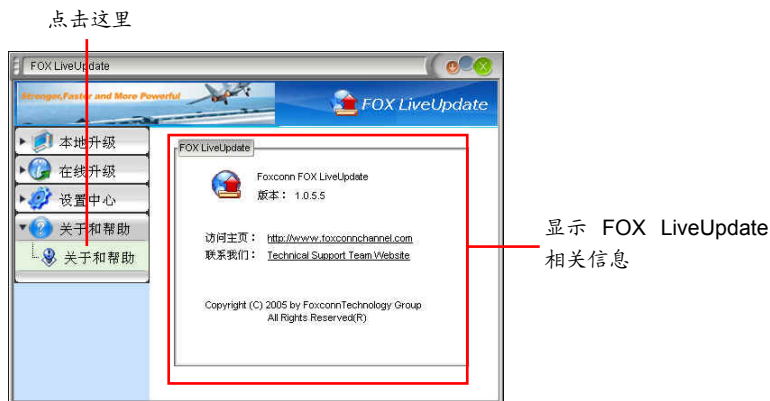 点击这里
FOX LiveUpdate
Stronger,Faster and More Powerful
FOX LiveUpdate
本地升级
在线升级
设置中心
关于和帮助
关于和帮助
FOX LiveUpdate
Foxconn FOX LiveUpdate
版本： 1.0.5.5
访问主页： http://www.foxconnchannel.com
联系我们： Technical Support Team Website
Copyright (C) 2005 by FoxconnTechnology Group
All Rights Reserved(R)
显示 FOX LiveUpdate
相关信息